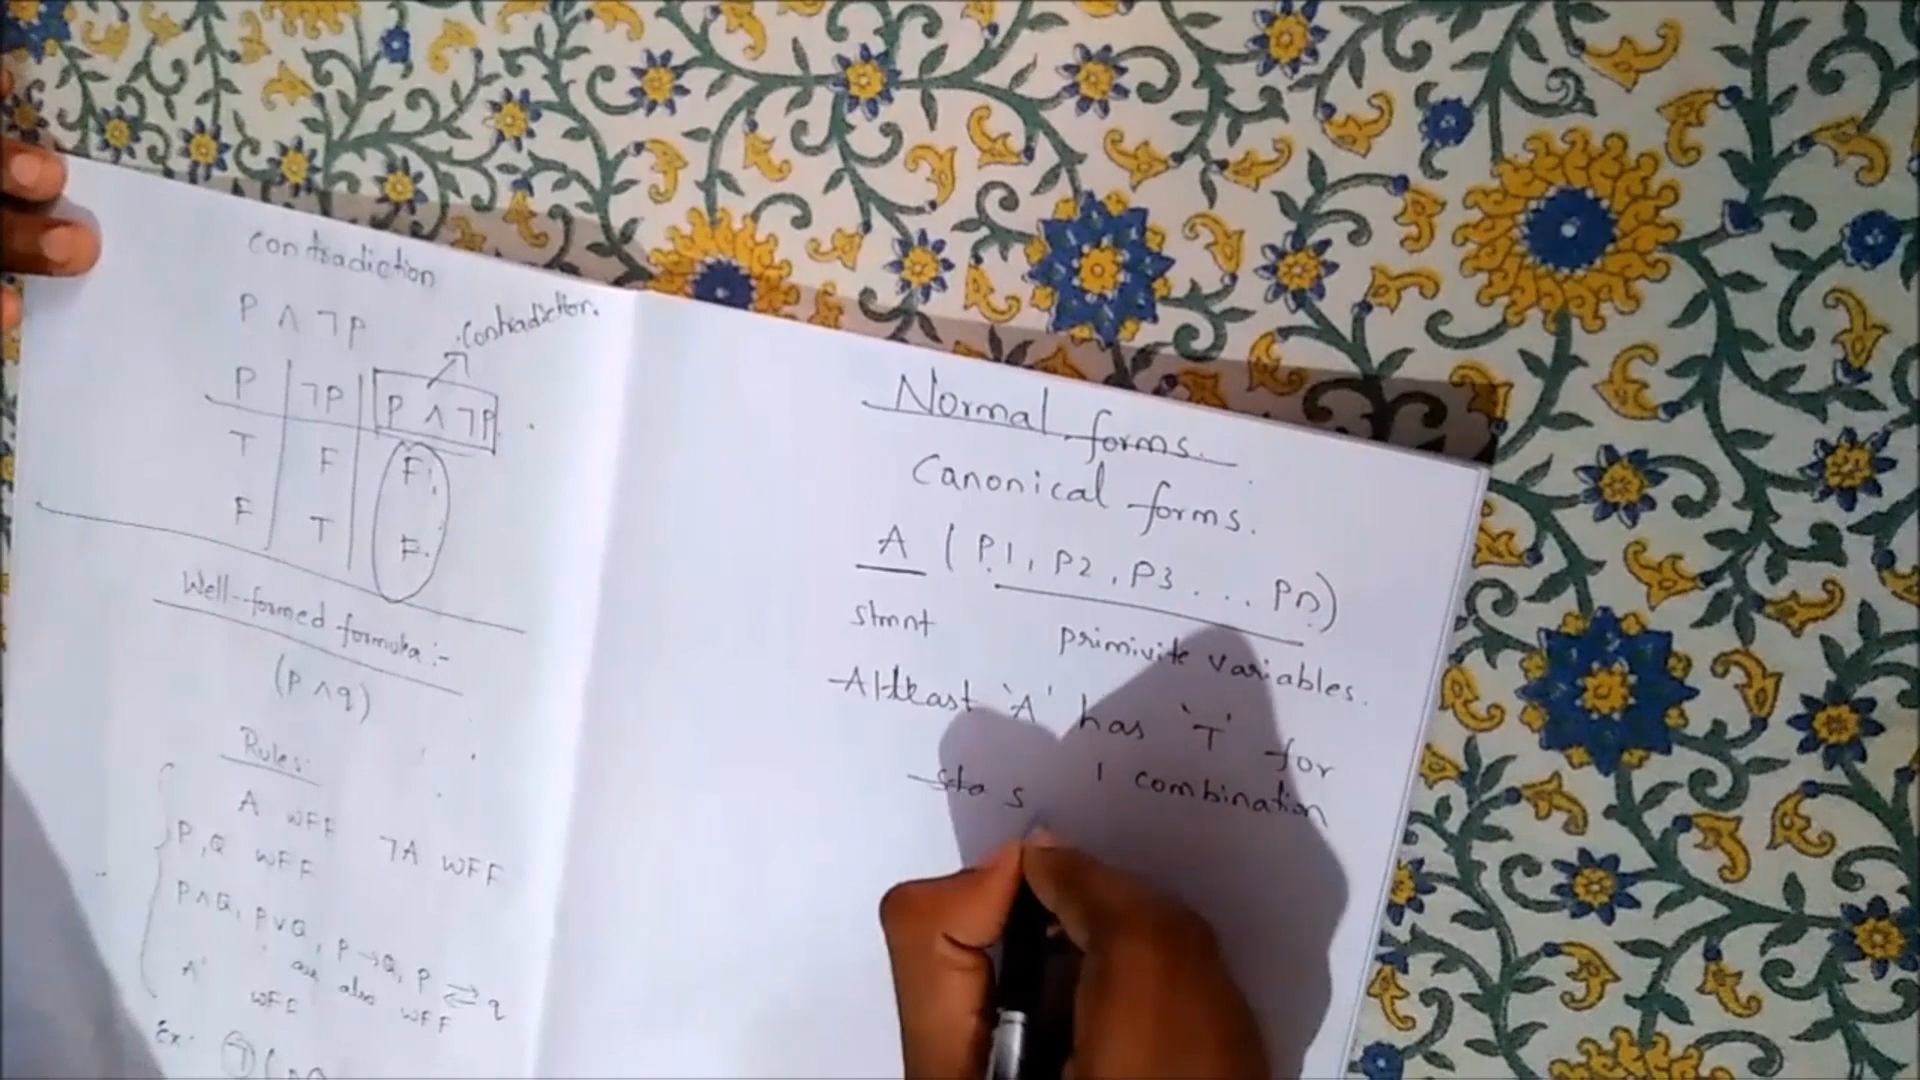 contradiction
P ∧ ¬P
contradiction.
P ¬P P ∧ ¬P
T F F
F T F
Well-formed formula :-
(P ∧ q)
Rules:
A WFF ¬A WFF
P, Q WFF
P∧Q, P∨Q, P→Q, P ⇄ q
are also WFF
A WFF
Ex:
Normal forms.
Canonical forms.
A (P1, P2, P3 ... Pn)
stmnt primivite variables.
Atleast 'A' has 'T' for
1 combination
s